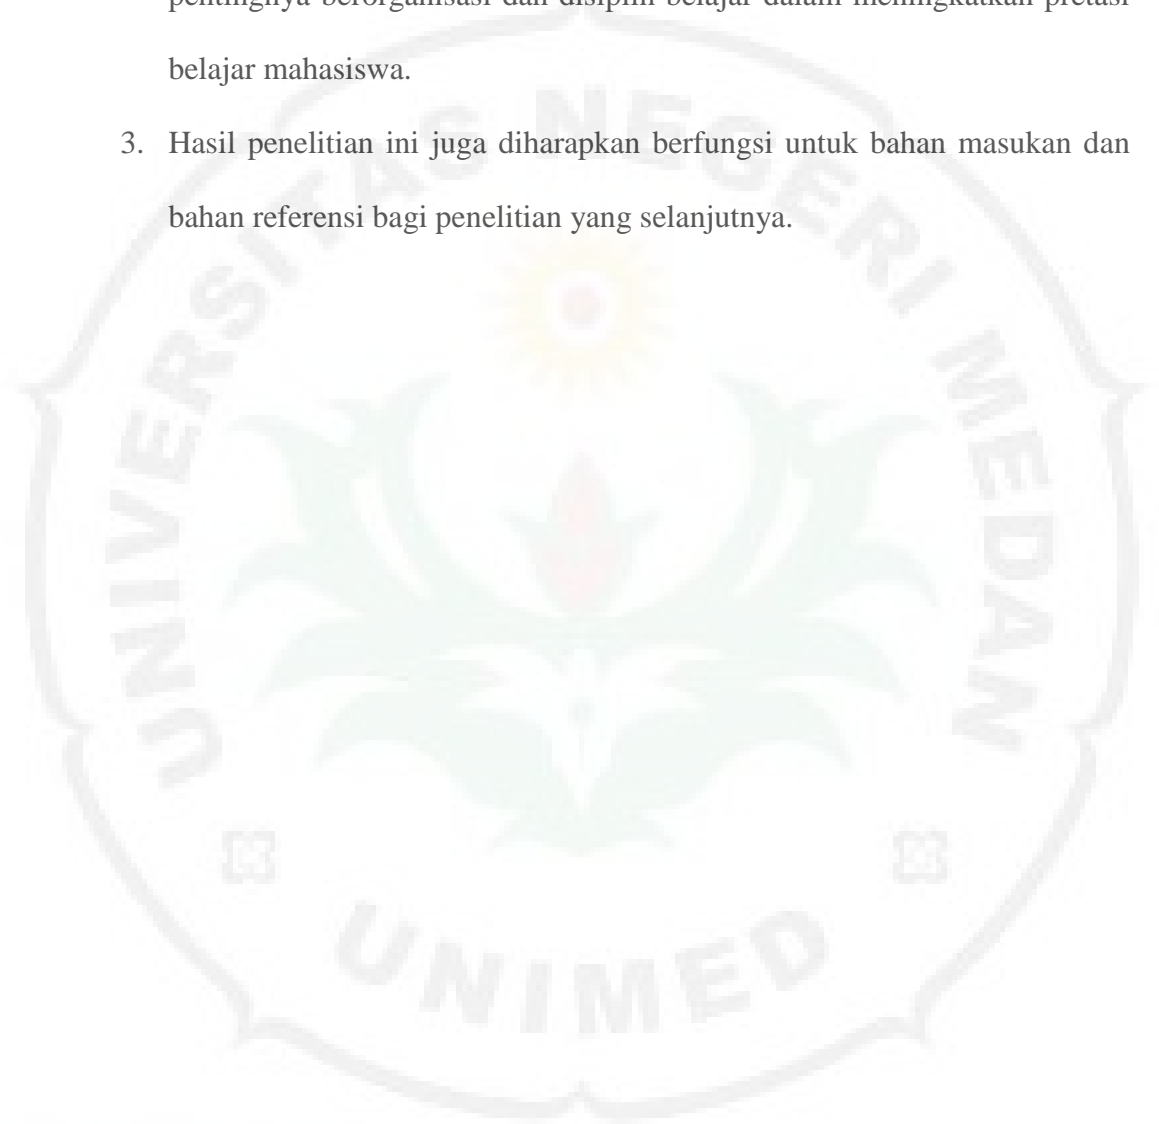 pentingnya berorganisasi dan disiplin belajar dalam meningkatkan pretasi
belajar mahasiswa.
3. Hasil penelitian ini juga diharapkan berfungsi untuk bahan masukan dan
bahan referensi bagi penelitian yang selanjutnya.
UNIVERSITAS NEGERI MEDAN
UNIMED